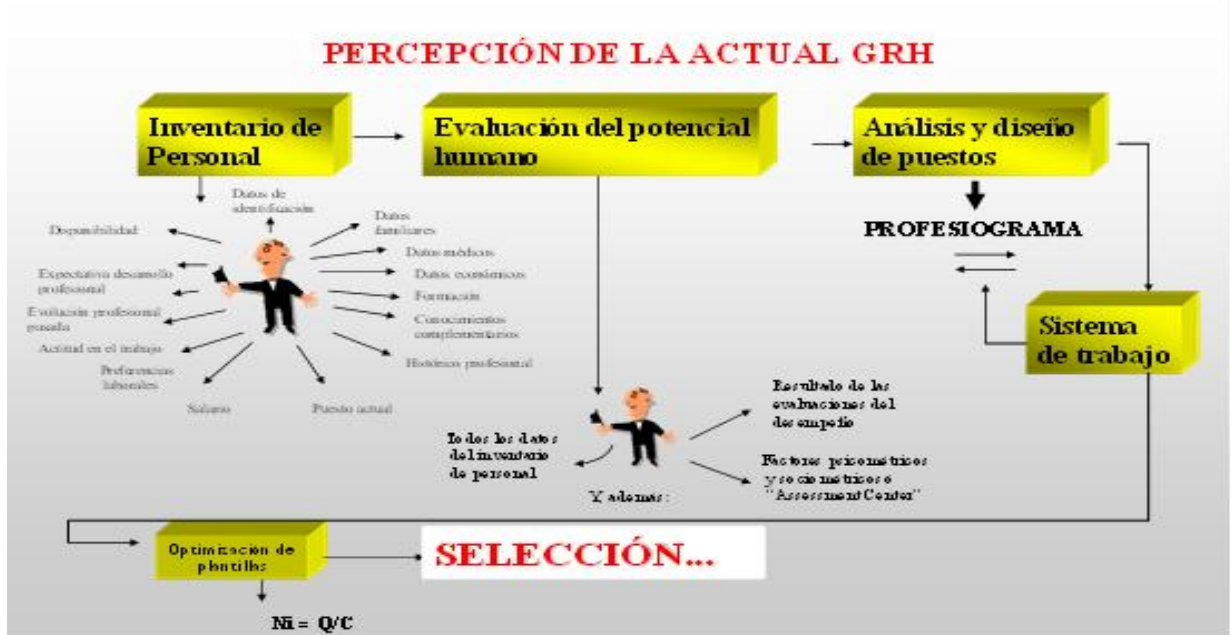 PERCEPCIÓN DE LA ACTUAL GRH
Inventario de
Personal
Evaluación del potencial
humano
Análisis y diseño
de puestos
Datos de
identificación
Disponibilidad
Expectativa desarrollo
profesional
Evolución profesional
pasada
Actitud en el trabajo
Preferencias
laborales
Salario
Puesto actual
Datos
familiares
Datos médicos
Datos económicos
Formación
Conocimientos
complementarios
Histórico profesional
PROFESIOGRAMA
Sistema
de trabajo
Todos los datos
del inventario
de personal
Y, además:
Resultado de las
evaluaciones del
desempeño
Factores psicométricos
y sociométricos ó
"Assessment Center"
Optimización de
plantillas
SELECCIÓN...
Ni = Q/C